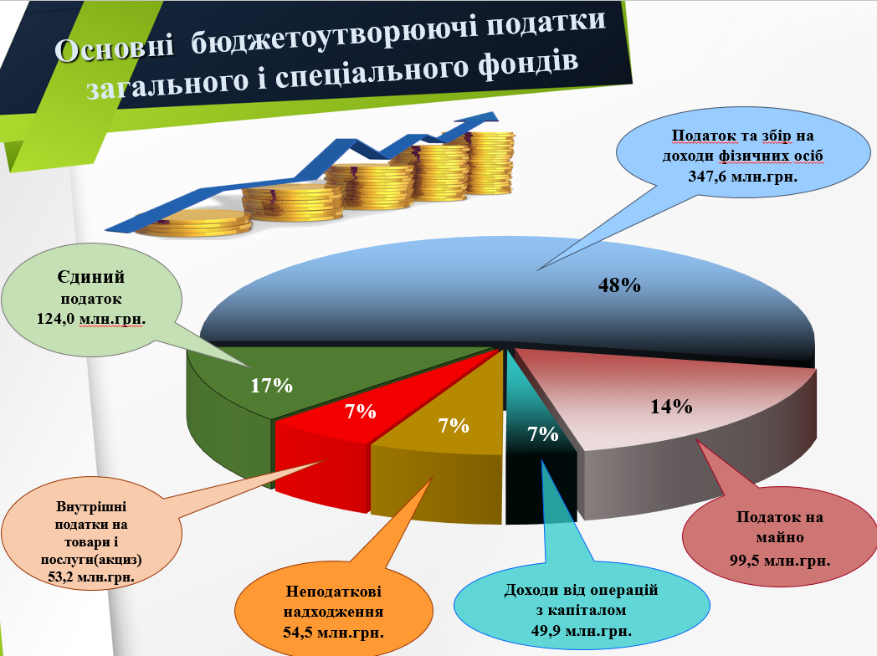 Основні бюджетоутворюючі податки
загального і спеціального фондів
Податок та збір на
доходи фізичних осіб
347,6 млн.грн.
Єдиний
податок
124,0 млн.грн.
48%
17%
7%
7%
7%
14%
Внутрішні
податки на
товари і
послуги(акциз)
53,2 млн.грн.
Неподаткові
надходження
54,5 млн.грн.
Доходи від операцій
з капіталом
49,9 млн.грн.
Податок на
майно
99,5 млн.грн.